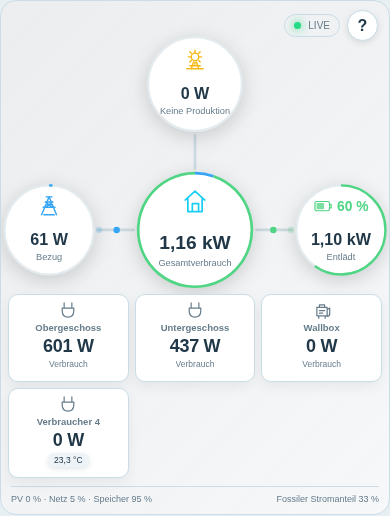 LIVE
?
0 W
Keine Produktion
61 W
Bezug
1,16 kW
Gesamtverbrauch
60 %
1,10 kW
Entlädt
Obergeschoss
601 W
Verbrauch
Untergeschoss
437 W
Verbrauch
Wallbox
0 W
Verbrauch
Verbraucher 4
0 W
23,3 °C
PV 0 % · Netz 5 % · Speicher 95 %
Fossiler Stromanteil 33 %